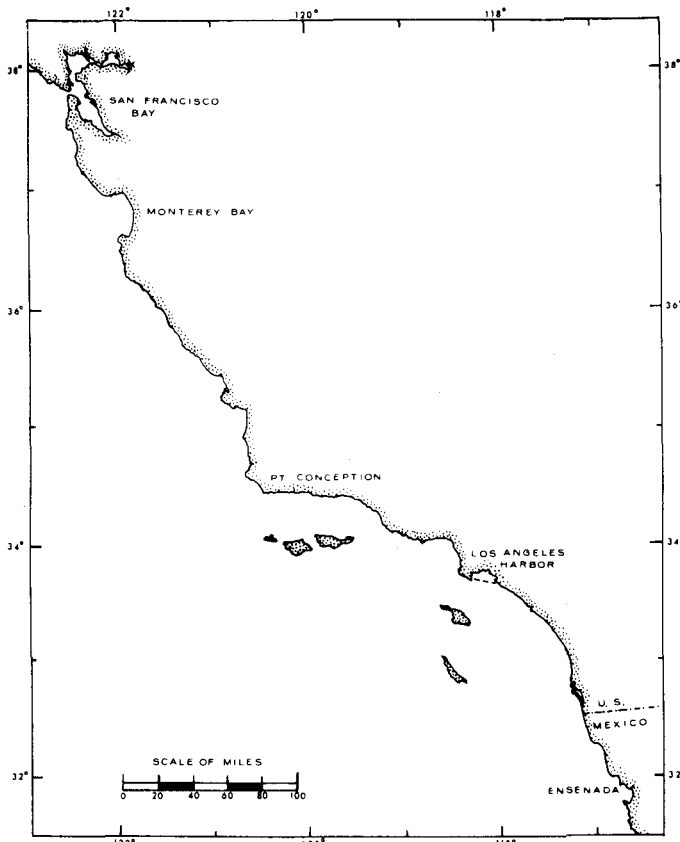 122°
120°
118°
38°
38°
SAN FRANCISCO
BAY
MONTEREY BAY
36°
36°
PT. CONCEPTION
34°
34°
LOS ANGELES
HARBOR
U. S.
MEXICO
SCALE OF MILES
0 20 40 60 80 100
32°
32
ENSENADA